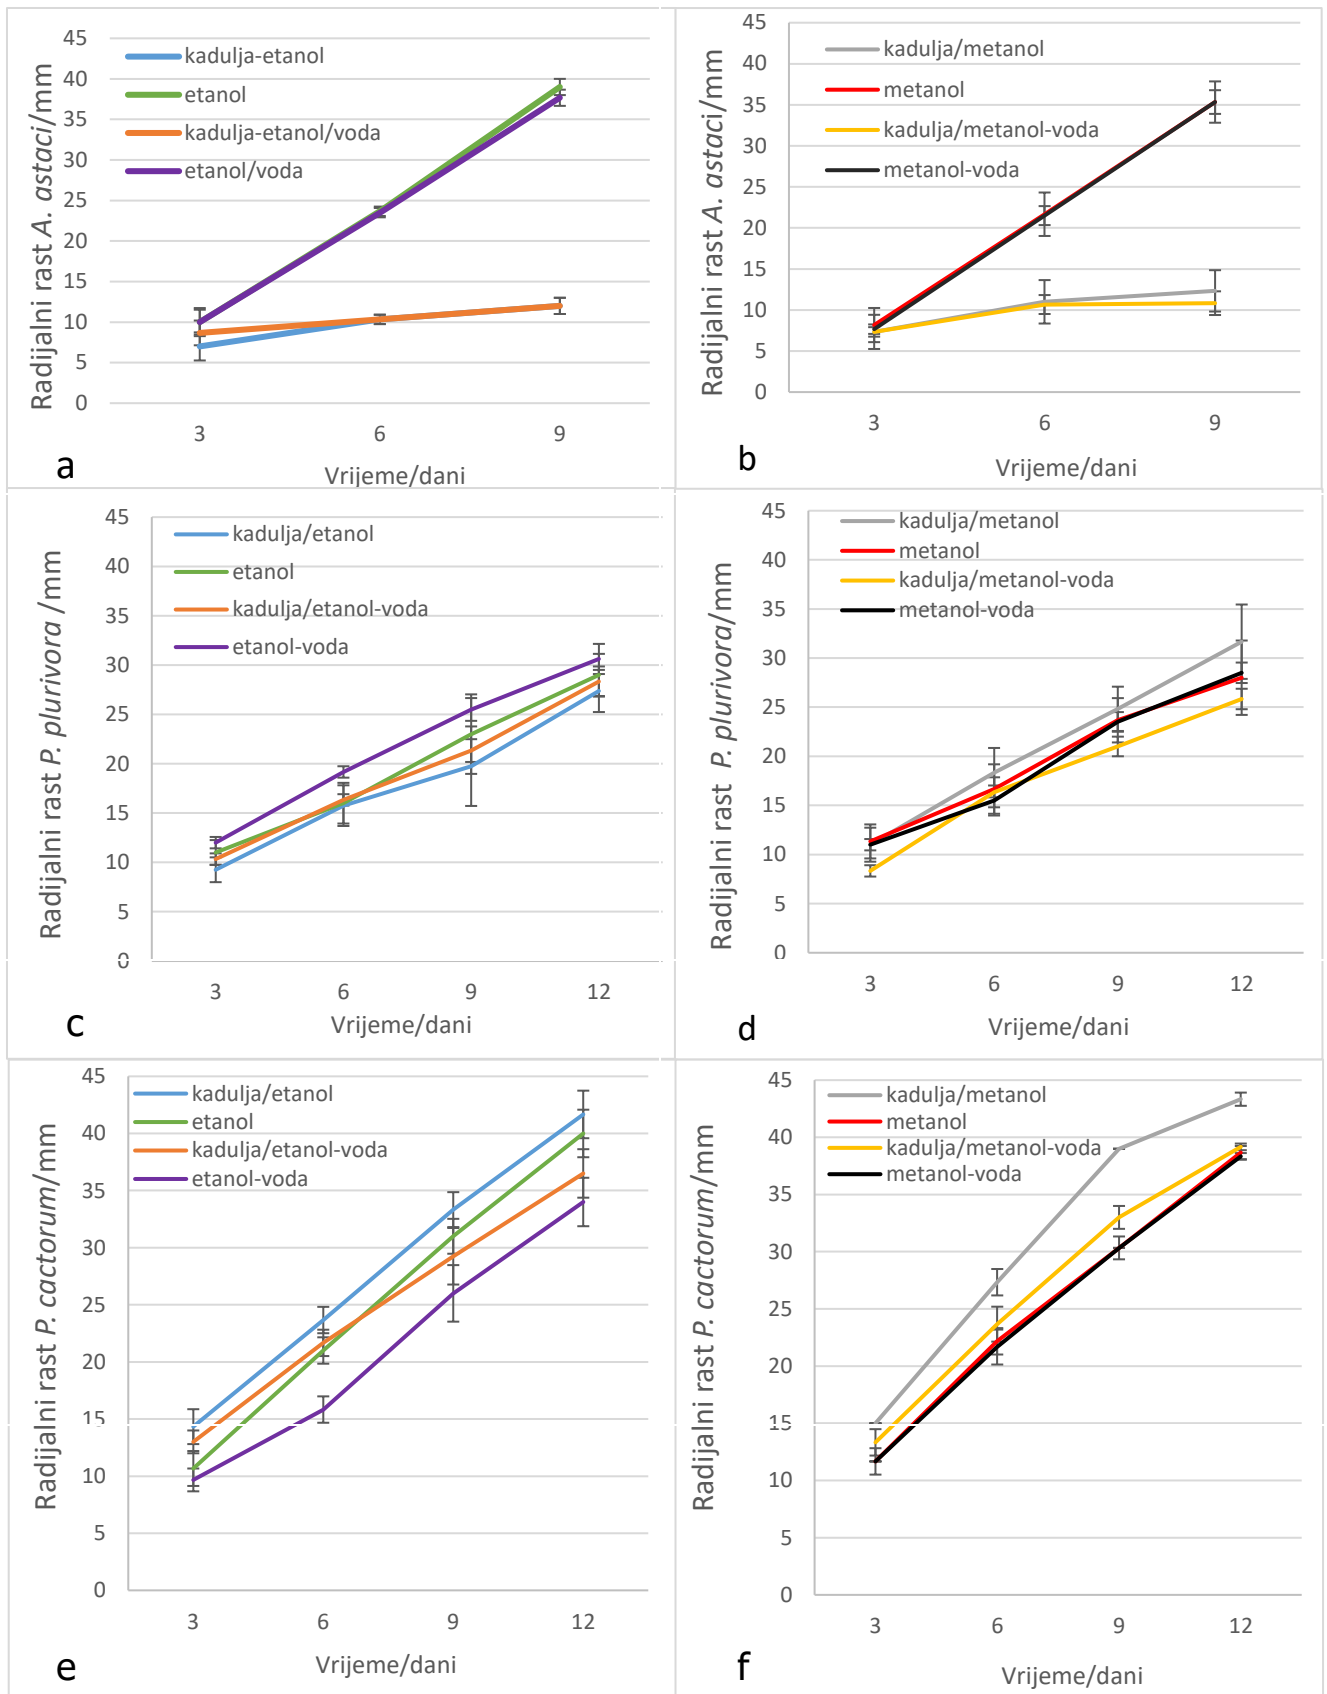 45
40
35
30
25
20
15
10
5
0
Radijalni rast A. astaci/mm
kadulja-etanol
etanol
kadulja-etanol/voda
etanol/voda
3 6 9
Vrijeme/dani
a
45
40
35
30
25
20
15
10
5
0
Radijalni rast A. astaci/mm
kadulja/metanol
metanol
kadulja/metanol-voda
metanol-voda
3 6 9
Vrijeme/dani
b
45
40
35
30
25
20
15
10
5
0
Radijalni rast P. plurivora /mm
kadulja/etanol
etanol
kadulja/etanol-voda
etanol-voda
3 6 9 12
Vrijeme/dani
c
45
40
35
30
25
20
15
10
5
0
Radijalni rast P. plurivora/mm
kadulja/metanol
metanol
kadulja/metanol-voda
metanol-voda
3 6 9 12
Vrijeme/dani
d
45
40
35
30
25
20
15
10
5
0
Radijalni rast P. cactorum/mm
kadulja/etanol
etanol
kadulja/etanol-voda
etanol-voda
3 6 9 12
Vrijeme/dani
e
45
40
35
30
25
20
15
10
5
0
Radijalni rast P. cactorum/mm
kadulja/metanol
metanol
kadulja/metanol-voda
metanol-voda
3 6 9 12
Vrijeme/dani
f